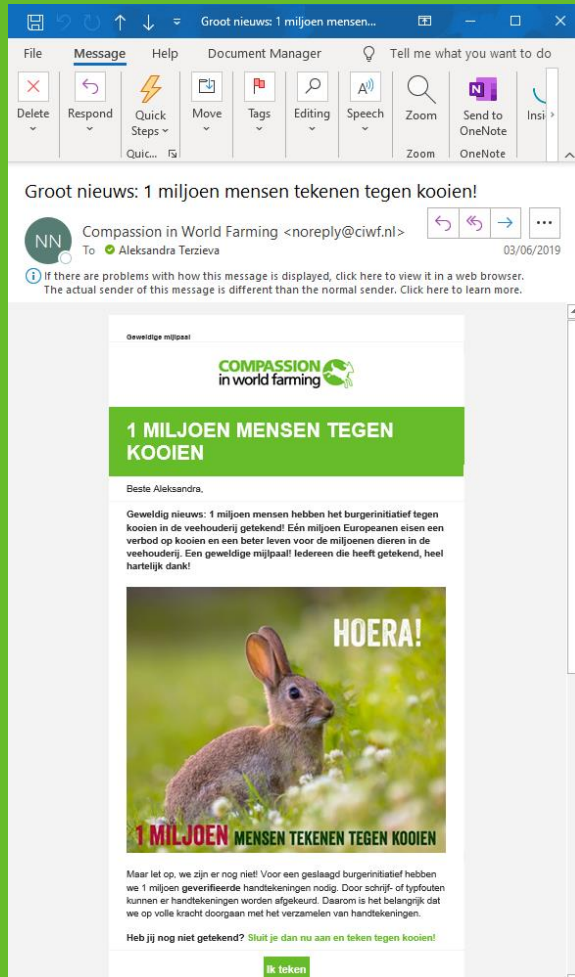 Groot nieuws: 1 miljoen mensen...
File Message Help Document Manager Tell me what you want to do
Delete
Respond
Quick
Steps
Move
Tags
Editing
Speech
Zoom
Send to
OneNote
Insi
Quic...
Zoom
OneNote
Groot nieuws: 1 miljoen mensen tekenen tegen kooien!
NN
Compassion in World Farming <noreply@ciwf.nl>
To Aleksandra Terzieva
03/06/2019
If there are problems with how this message is displayed, click here to view it in a web browser.
The actual sender of this message is different than the normal sender. Click here to learn more.
Geweldige mijlpaal
COMPASSION
in world farming
1 MILJOEN MENSEN TEGEN
KOOIEN
Beste Aleksandra,
Geweldig nieuws: 1 miljoen mensen hebben het burgerinitiatief tegen
kooien in de veehouderij getekend! Eén miljoen Europeanen eisen een
verbod op kooien en een beter leven voor de miljoenen dieren in de
veehouderij. Een geweldige mijlpaal! Iedereen die heeft getekend, heel
hartelijk dank!
HOERA!
1 MILJOEN MENSEN TEKENEN TEGEN KOOIEN
Maar let op, we zijn er nog niet! Voor een geslaagd burgerinitiatief hebben
we 1 miljoen geverifieerde handtekeningen nodig. Door schrijf- of typfouten
kunnen er handtekeningen worden afgekeurd. Daarom is het belangrijk dat
we op volle kracht doorgaan met het verzamelen van handtekeningen.
Heb jij nog niet getekend? Sluit je dan nu aan en teken tegen kooien!
Ik teken